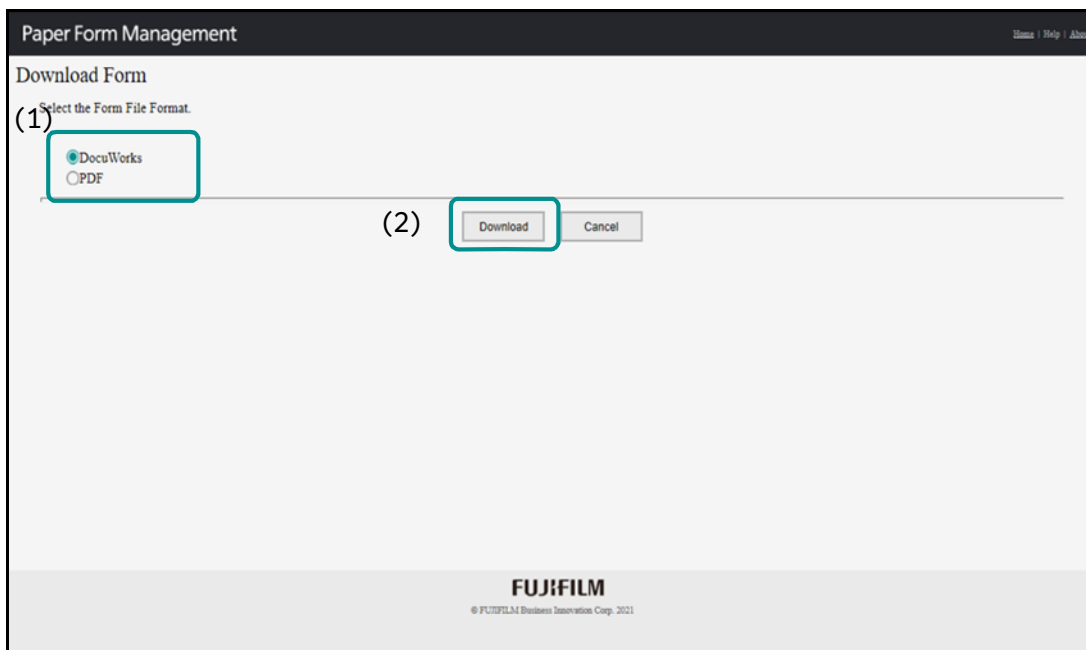 Paper Form Management
Home | Help | Abou
Download Form
Select the Form File Format.
(1)
DocuWorks
PDF
(2)
Download Cancel
FUJIFILM
© FUJIFILM Business Innovation Corp. 2021